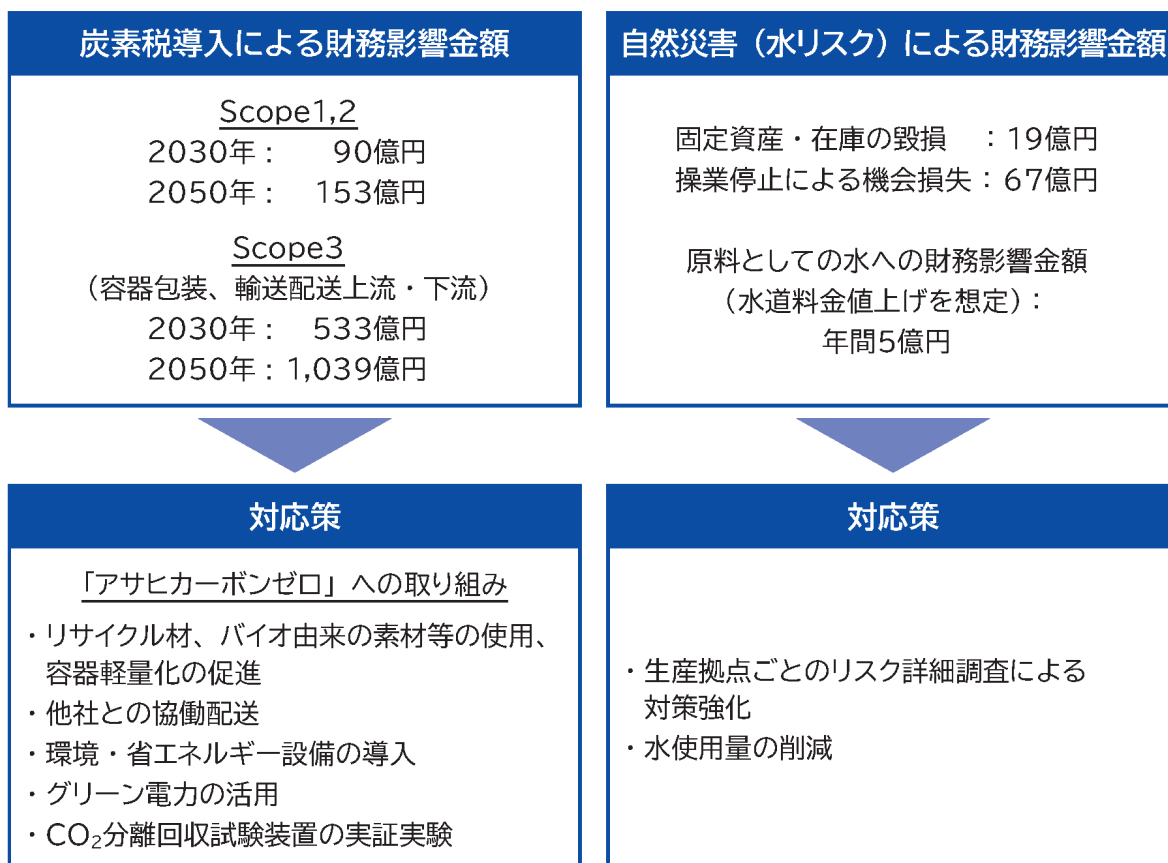 炭素税導入による財務影響金額
Scope1,2
2030年： 90億円
2050年： 153億円
Scope3
（容器包装、輸送配送上流・下流）
2030年： 533億円
2050年：1,039億円
対応策
「アサヒカーボンゼロ」への取り組み
・リサイクル材、バイオ由来の素材等の使用、
容器軽量化の促進
・他社との協働配送
・環境・省エネルギー設備の導入
・グリーン電力の活用
・CO₂分離回収試験装置の実証実験
自然災害（水リスク）による財務影響金額
固定資産・在庫の毀損 ：19億円
操業停止による機会損失：67億円
原料としての水への財務影響金額
（水道料金値上げを想定）：
年間5億円
対応策
・生産拠点ごとのリスク詳細調査による
対策強化
・水使用量の削減